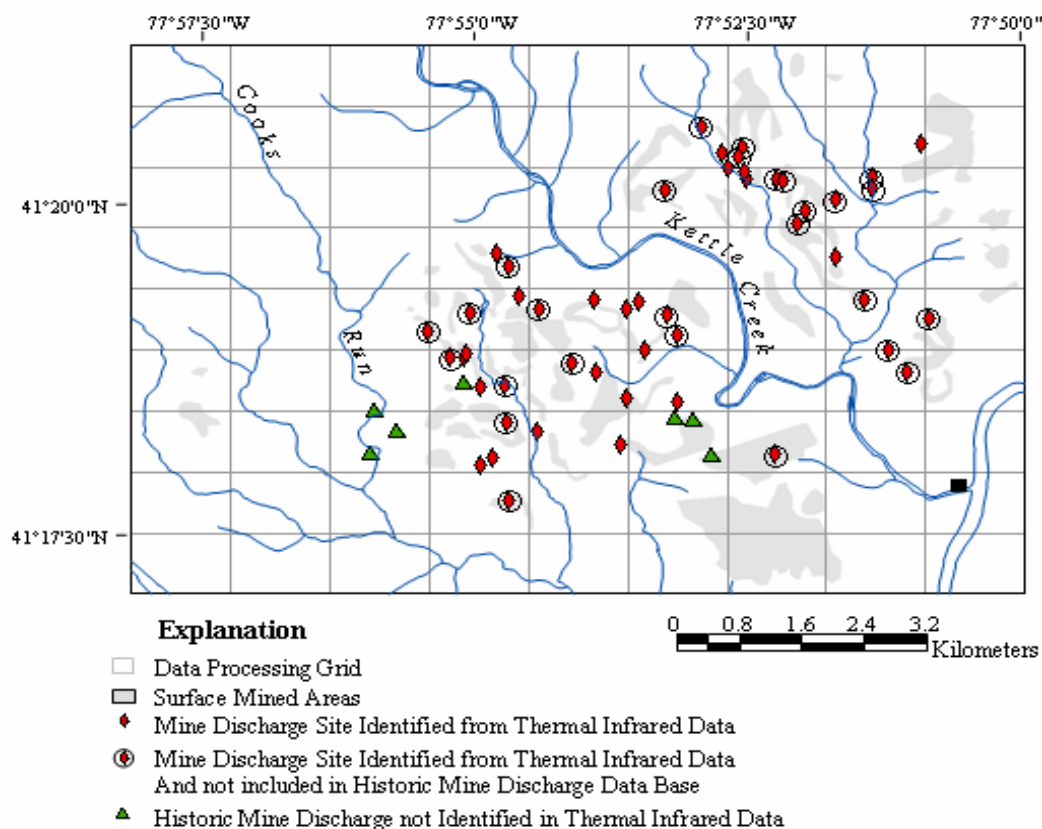 77°57'30"W 77°55'0"W 77°52'30"W 77°50'0"W
Cooks
41°20'0"N
Kettle
Creek
Run
41°17'30"N
Explanation
0 0.8 1.6 2.4 3.2
Kilometers
Data Processing Grid
Surface Mined Areas
Mine Discharge Site Identified from Thermal Infrared Data
Mine Discharge Site Identified from Thermal Infrared Data
And not included in Historic Mine Discharge Data Base
Historic Mine Discharge not Identified in Thermal Infrared Data